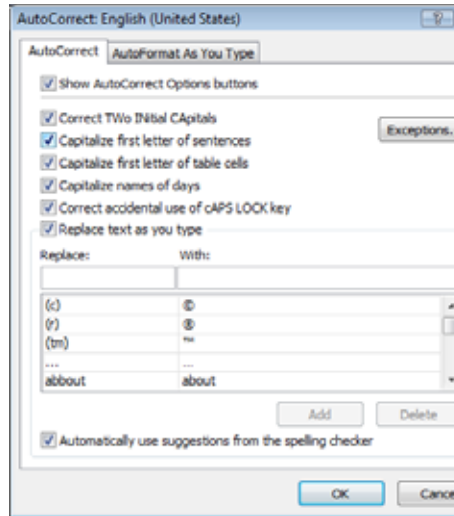 AutoCorrect: English (United States)
AutoCorrect AutoFormat As You Type
Show AutoCorrect Options buttons
Correct TWo INitial CApitals
Exceptions.
Capitalize first letter of sentences
Capitalize first letter of table cells
Capitalize names of days
Correct accidental use of cAPS LOCK key
Replace text as you type
Replace: With:
(c) ©
(r) ®
(tm) ™
... ...
abbout about
Add Delete
Automatically use suggestions from the spelling checker
OK Cance